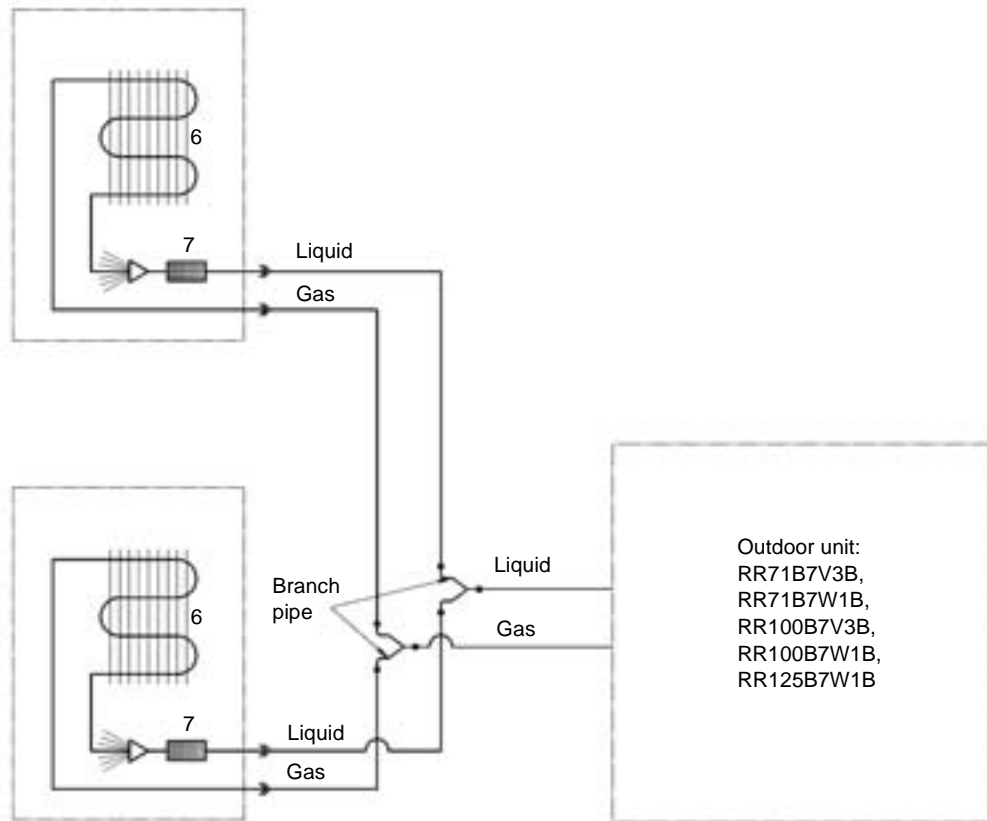 6
7
Liquid
Gas
Branch
pipe
Liquid
Gas
Outdoor unit:
RR71B7V3B,
RR71B7W1B,
RR100B7V3B,
RR100B7W1B,
RR125B7W1B
6
7
Liquid
Gas